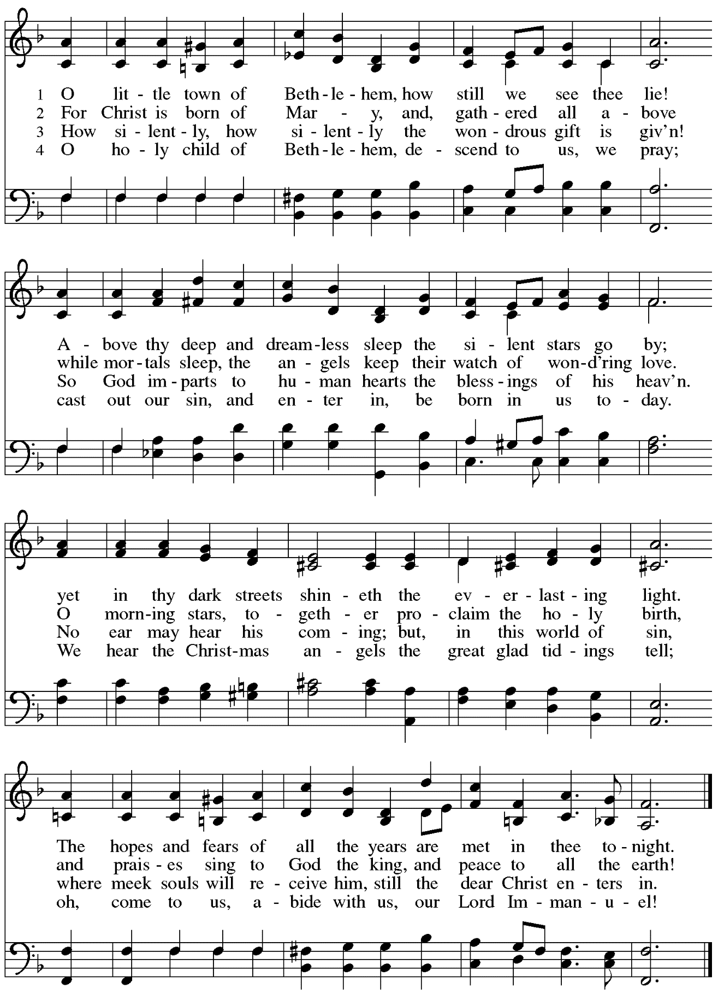 1 O lit - tle town of Beth - le - hem, how still we see thee lie!
2 For Christ is born of Mar - y, and, gath - ered all a - bove
3 How si - lent - ly, how si - lent - ly the won - drous gift is giv'n!
4 O ho - ly child of Beth - le - hem, de - scend to us, we pray;
A - bove thy deep and dream - less sleep the si - lent stars go by;
while mor - tals sleep, the an - gels keep their watch of won - d'ring love.
So God im - parts to hu - man hearts the bless - ings of his heav'n.
cast out our sin, and en - ter in, be born in us to - day.
yet in thy dark streets shin - eth the ev - er - last - ing light.
O morn - ing stars, to - geth - er pro - claim the ho - ly birth,
No ear may hear his com - ing; but, in this world of sin,
We hear the Christ - mas an - gels the great glad tid - ings tell;
The hopes and fears of all the years are met in thee to - night.
and prais - es sing to God the king, and peace to all the earth!
where meek souls will re - ceive him, still the dear Christ en - ters in.
oh, come to us, a - bide with us, our Lord Im - man - u - el!